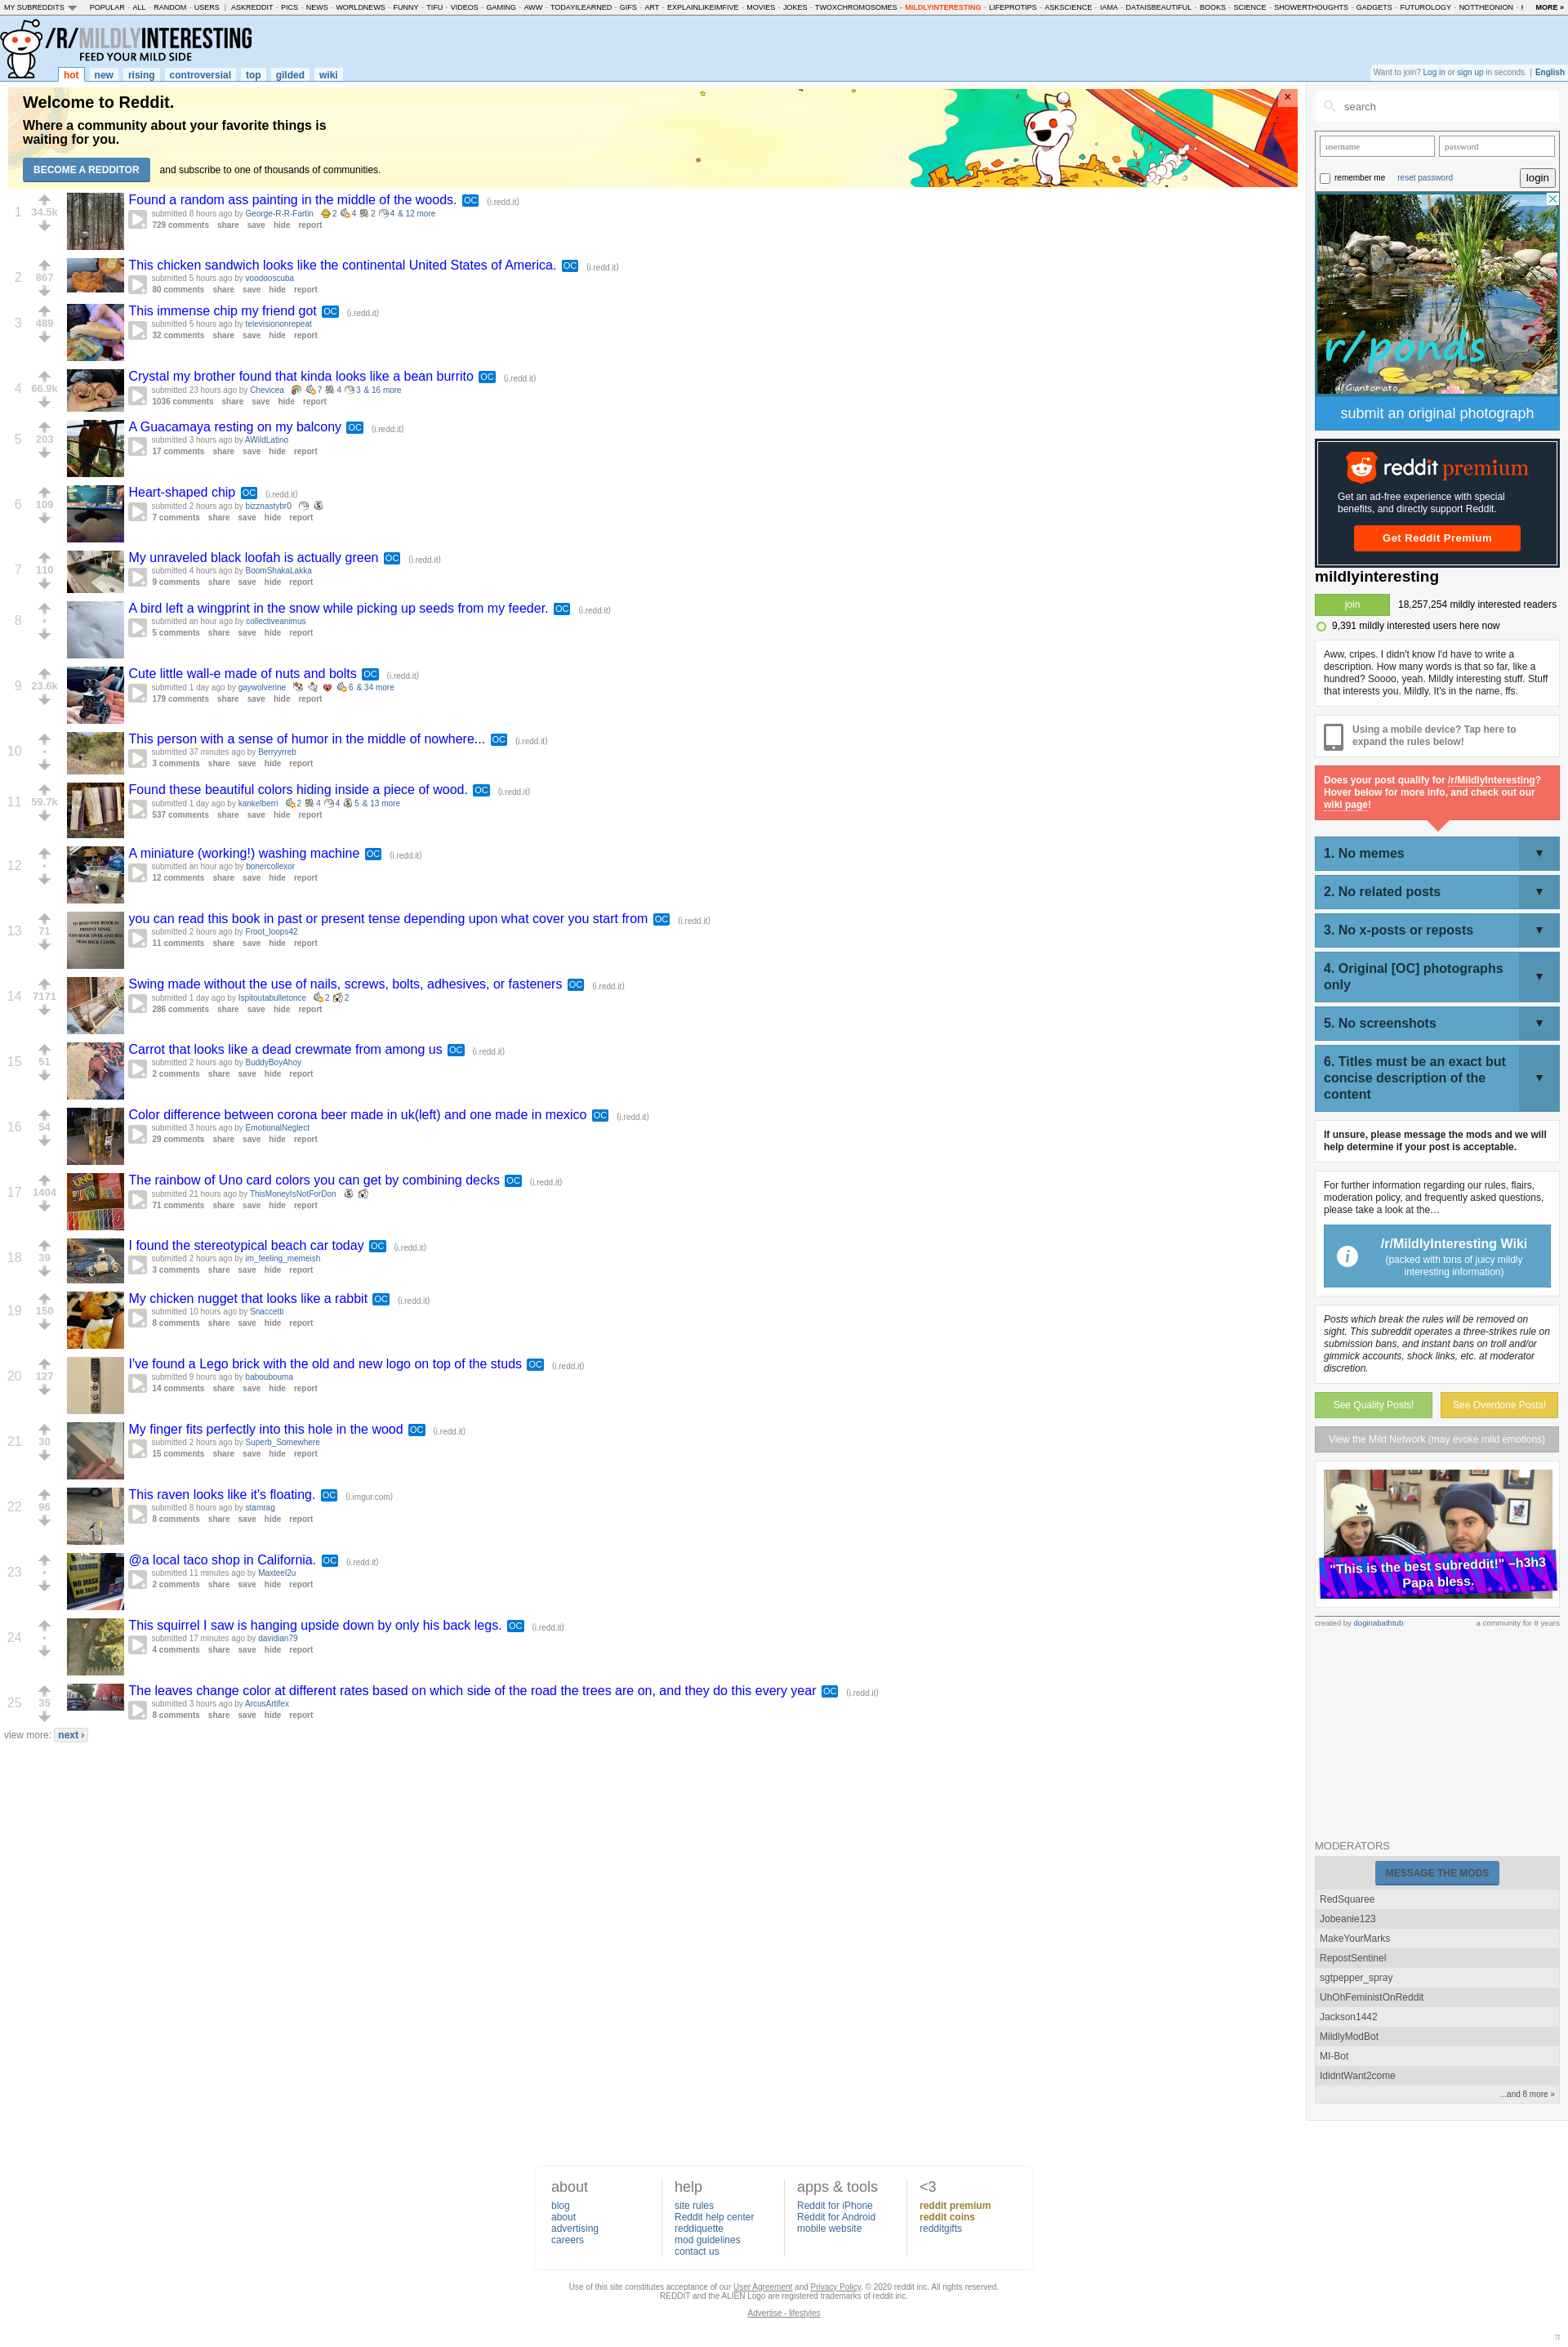 MY SUBREDDITS POPULAR - ALL - RANDOM - USERS | ASKREDDIT - PICS - NEWS - WORLDNEWS - FUNNY - TIFU - VIDEOS - GAMING - AWW - TODAYILEARNED - GIFS - ART - EXPLAINLIKEIMFIVE - MOVIES - JOKES - TWOXCHROMOSOMES - MILDLYINTERESTING - LIFEPROTIPS - ASKSCIENCE - IAMA - DATAISBEAUTIFUL - BOOKS - SCIENCE - SHOWERTHOUGHTS - GADGETS - FUTUROLOGY - NOTTHEONION - MORE »
/R/MILDLYINTERESTING
FEED YOUR MILD SIDE
hot new rising controversial top gilded wiki
Want to join? Log in or sign up in seconds. | English
Welcome to Reddit.
Where a community about your favorite things is
waiting for you.
BECOME A REDDITOR and subscribe to one of thousands of communities.
×
1 34.5k Found a random ass painting in the middle of the woods. OC (i.redd.it)
submitted 8 hours ago by George-R-R-Fartin 2 4 2 4 & 12 more
729 comments share save hide report
2 867 This chicken sandwich looks like the continental United States of America. OC (i.redd.it)
submitted 5 hours ago by voodooscuba
80 comments share save hide report
3 489 This immense chip my friend got OC (i.redd.it)
submitted 5 hours ago by televisiononrepeat
32 comments share save hide report
4 66.9k Crystal my brother found that kinda looks like a bean burrito OC (i.redd.it)
submitted 23 hours ago by Chevicea 7 4 3 & 16 more
1036 comments share save hide report
5 203 A Guacamaya resting on my balcony OC (i.redd.it)
submitted 3 hours ago by AWildLatino
17 comments share save hide report
6 109 Heart-shaped chip OC (i.redd.it)
submitted 2 hours ago by bizznastybr0
7 comments share save hide report
7 110 My unraveled black loofah is actually green OC (i.redd.it)
submitted 4 hours ago by BoomShakaLakka
9 comments share save hide report
8 • A bird left a wingprint in the snow while picking up seeds from my feeder. OC (i.redd.it)
submitted an hour ago by collectiveanimus
5 comments share save hide report
9 23.6k Cute little wall-e made of nuts and bolts OC (i.redd.it)
submitted 1 day ago by gaywolverine 6 & 34 more
179 comments share save hide report
10 • This person with a sense of humor in the middle of nowhere... OC (i.redd.it)
submitted 37 minutes ago by Berryyrreb
3 comments share save hide report
11 59.7k Found these beautiful colors hiding inside a piece of wood. OC (i.redd.it)
submitted 1 day ago by kankelberri 2 4 4 5 & 13 more
537 comments share save hide report
12 • A miniature (working!) washing machine OC (i.redd.it)
submitted an hour ago by bonercollexor
12 comments share save hide report
TO READ THIS BOOK IN
PRESENT TENSE,
FROM BACK COVER
13 71 you can read this book in past or present tense depending upon what cover you start from OC (i.redd.it)
submitted 2 hours ago by Froot_loops42
11 comments share save hide report
14 7171 Swing made without the use of nails, screws, bolts, adhesives, or fasteners OC (i.redd.it)
submitted 1 day ago by Ispitoutabulletonce 2 2
286 comments share save hide report
15 51 Carrot that looks like a dead crewmate from among us OC (i.redd.it)
submitted 2 hours ago by BuddyBoyAhoy
2 comments share save hide report
16 54 Color difference between corona beer made in uk(left) and one made in mexico OC (i.redd.it)
submitted 3 hours ago by EmotionalNeglect
29 comments share save hide report
UNO
17 1404 The rainbow of Uno card colors you can get by combining decks OC (i.redd.it)
submitted 21 hours ago by ThisMoneyIsNotForDon
71 comments share save hide report
18 39 I found the stereotypical beach car today OC (i.redd.it)
submitted 2 hours ago by im_feeling_memeish
3 comments share save hide report
19 150 My chicken nugget that looks like a rabbit OC (i.redd.it)
submitted 10 hours ago by Snaccetti
8 comments share save hide report
20 127 I've found a Lego brick with the old and new logo on top of the studs OC (i.redd.it)
submitted 9 hours ago by baboubouma
14 comments share save hide report
21 30 My finger fits perfectly into this hole in the wood OC (i.redd.it)
submitted 2 hours ago by Superb_Somewhere
15 comments share save hide report
22 96 This raven looks like it's floating. OC (i.imgur.com)
submitted 8 hours ago by stamrag
8 comments share save hide report
NO SERVICE
NO MASK
NO TACO
23 • @a local taco shop in California. OC (i.redd.it)
submitted 11 minutes ago by Maxteel2u
2 comments share save hide report
24 • This squirrel I saw is hanging upside down by only his back legs. OC (i.redd.it)
submitted 17 minutes ago by davidian79
4 comments share save hide report
25 35 The leaves change color at different rates based on which side of the road the trees are on, and they do this every year OC (i.redd.it)
submitted 3 hours ago by ArcusArtifex
8 comments share save hide report
view more: next ›
search
username password
remember me reset password login
r/ponds
u/Giantomato
submit an original photograph
reddit premium
Get an ad-free experience with special
benefits, and directly support Reddit.
Get Reddit Premium
mildlyinteresting
join 18,257,254 mildly interested readers
9,391 mildly interested users here now
Aww, cripes. I didn't know I'd have to write a
description. How many words is that so far, like a
hundred? Soooo, yeah. Mildly interesting stuff. Stuff
that interests you. Mildly. It's in the name, ffs.
Using a mobile device? Tap here to
expand the rules below!
Does your post qualify for /r/MildlyInteresting?
Hover below for more info, and check out our
wiki page!
1. No memes ▼
2. No related posts ▼
3. No x-posts or reposts ▼
4. Original [OC] photographs
only ▼
5. No screenshots ▼
6. Titles must be an exact but
concise description of the
content ▼
If unsure, please message the mods and we will
help determine if your post is acceptable.
For further information regarding our rules, flairs,
moderation policy, and frequently asked questions,
please take a look at the…
i
/r/MildlyInteresting Wiki
(packed with tons of juicy mildly
interesting information)
Posts which break the rules will be removed on
sight. This subreddit operates a three-strikes rule on
submission bans, and instant bans on troll and/or
gimmick accounts, shock links, etc. at moderator
discretion.
See Quality Posts! See Overdone Posts!
View the Mild Network (may evoke mild emotions)
"This is the best subreddit!" –h3h3
Papa bless.
created by doginabathtub a community for 8 years
MODERATORS
MESSAGE THE MODS
RedSquaree
Jobeanie123
MakeYourMarks
RepostSentinel
sgtpepper_spray
UhOhFeministOnReddit
Jackson1442
MildlyModBot
MI-Bot
IdidntWant2come
...and 8 more »
about
blog
about
advertising
careers
help
site rules
Reddit help center
reddiquette
mod guidelines
contact us
apps & tools
Reddit for iPhone
Reddit for Android
mobile website
<3
reddit premium
reddit coins
redditgifts
Use of this site constitutes acceptance of our User Agreement and Privacy Policy. © 2020 reddit inc. All rights reserved.
REDDIT and the ALIEN Logo are registered trademarks of reddit inc.
Advertise - lifestyles
π